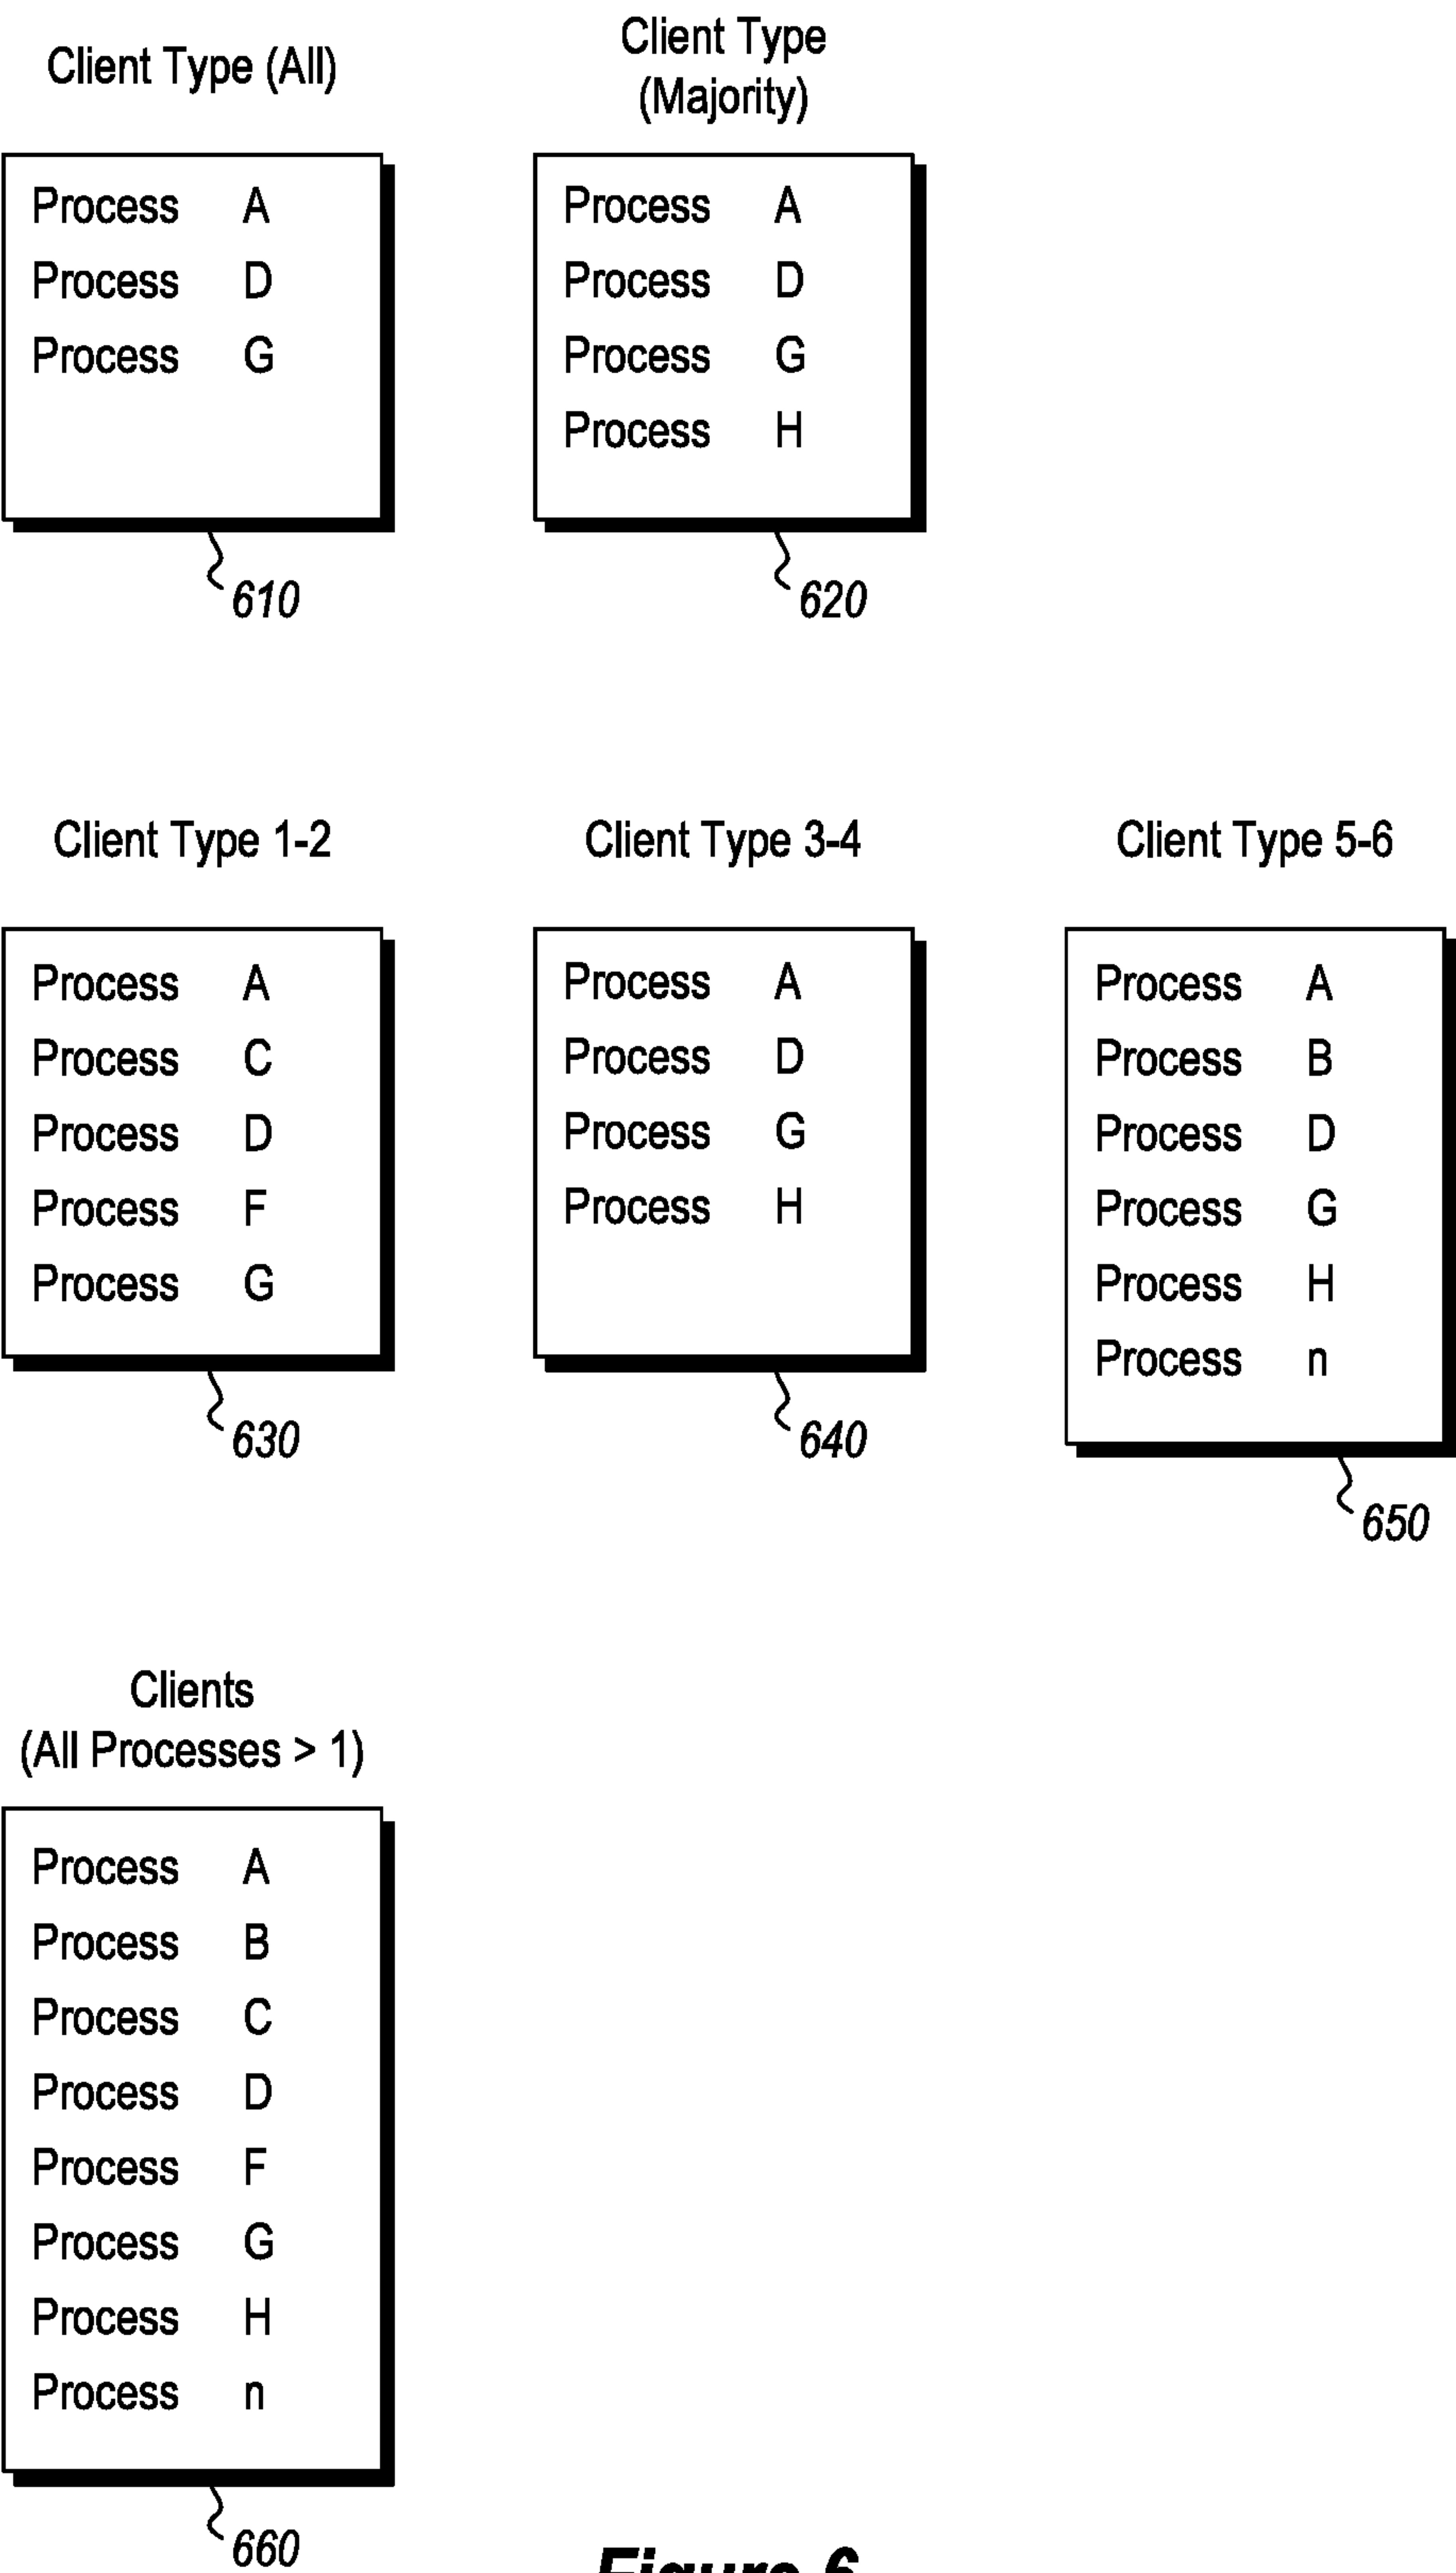 Client Type (All)
Process A
Process D
Process G
610
Client Type
(Majority)
Process A
Process D
Process G
Process H
620
Client Type 1-2
Process A
Process C
Process D
Process F
Process G
630
Client Type 3-4
Process A
Process D
Process G
Process H
640
Client Type 5-6
Process A
Process B
Process D
Process G
Process H
Process n
650
Clients
(All Processes > 1)
Process A
Process B
Process C
Process D
Process F
Process G
Process H
Process n
660
Figure 6